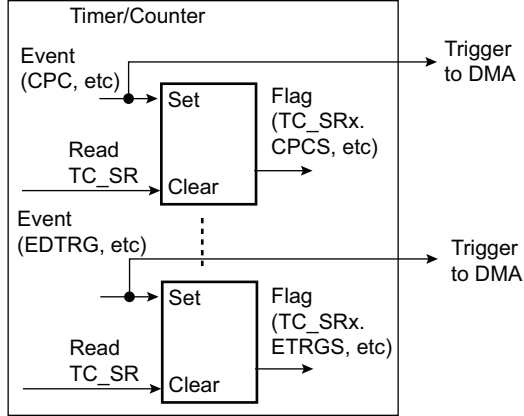 Timer/Counter
Event
(CPC, etc)
Trigger
to DMA
Set
Flag
(TC_SRx.
CPCS, etc)
Read
TC_SR
Clear
Event
(EDTRG, etc)
Trigger
to DMA
Set
Flag
(TC_SRx.
ETRGS, etc)
Read
TC_SR
Clear